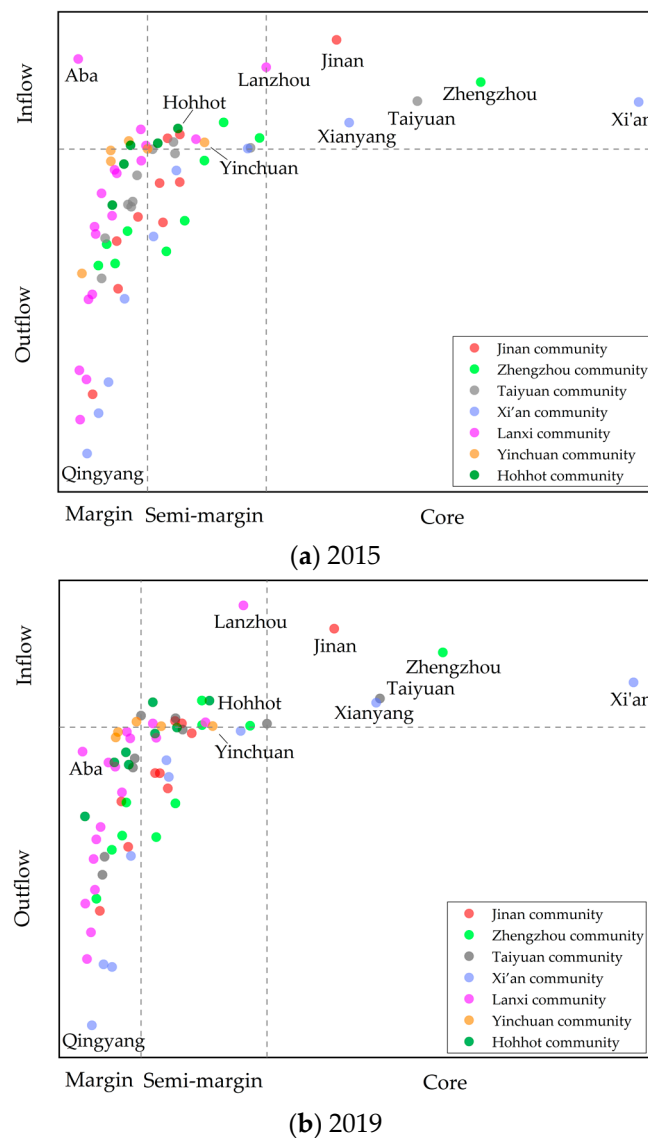 Inflow
Outflow
Aba
Lanzhou
Jinan
Hohhot
Zhengzhou
Taiyuan
Xi'an
Xianyang
Yinchuan
Qingyang
Jinan community
Zhengzhou community
Taiyuan community
Xi'an community
Lanxi community
Yinchuan community
Hohhot community
Margin Semi-margin Core
(a) 2015
Inflow
Outflow
Lanzhou
Jinan
Zhengzhou
Taiyuan
Xi'an
Hohhot
Xianyang
Yinchuan
Aba
Qingyang
Jinan community
Zhengzhou community
Taiyuan community
Xi'an community
Lanxi community
Yinchuan community
Hohhot community
Margin Semi-margin Core
(b) 2019